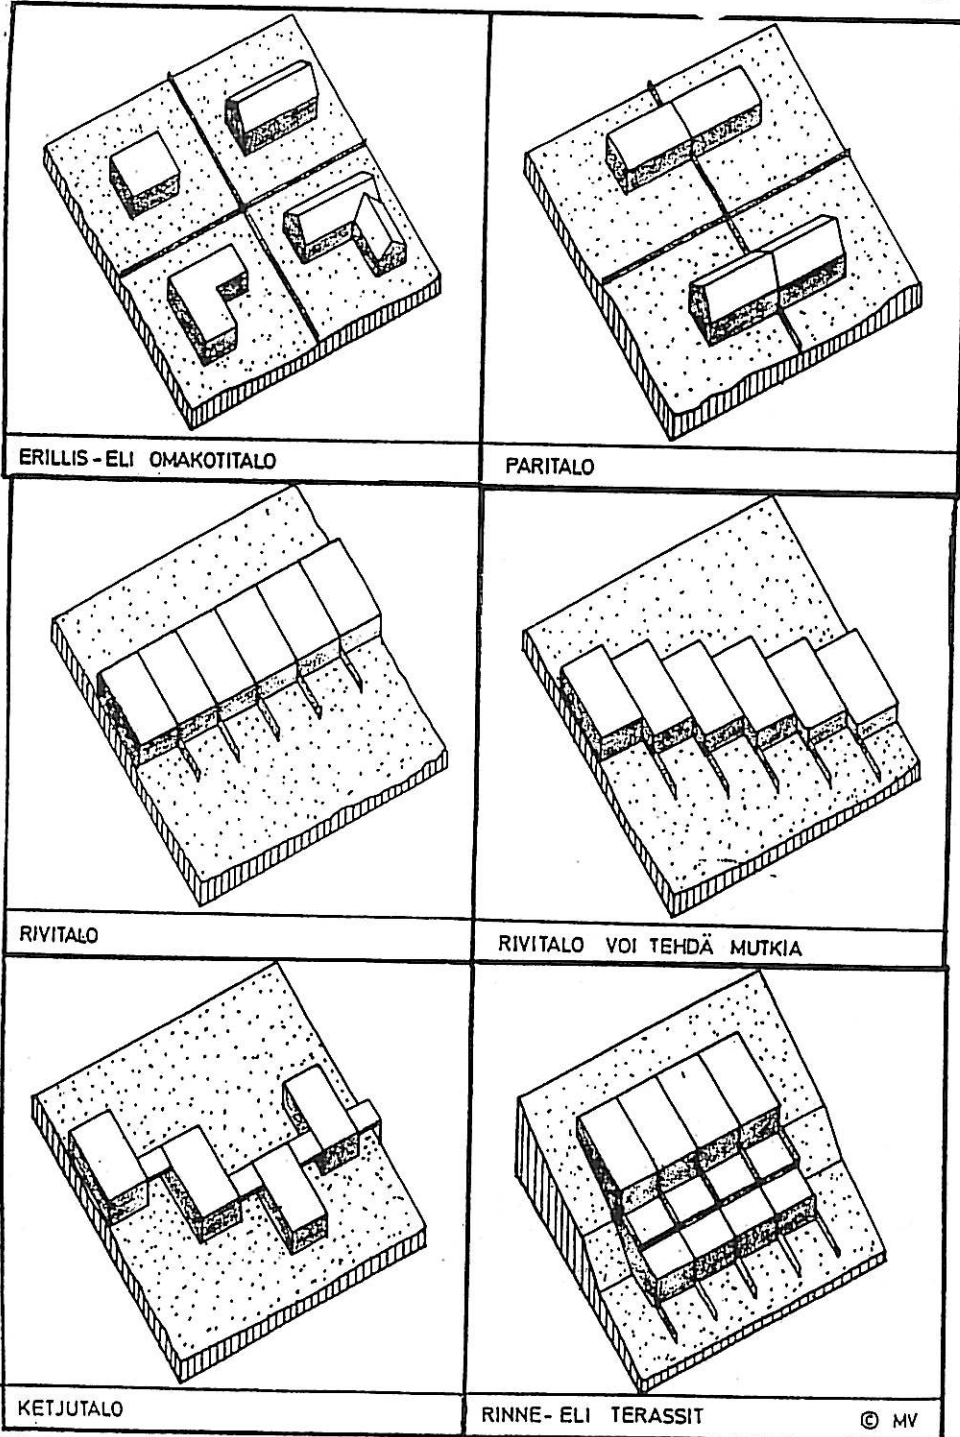 ERILLIS-ELI OMAKOTITALO
PARITALO
RIVITALO
RIVITALO VOI TEHDÄ MUTKIA
KETJUTALO
RINNE- ELI TERASSIT
© MV